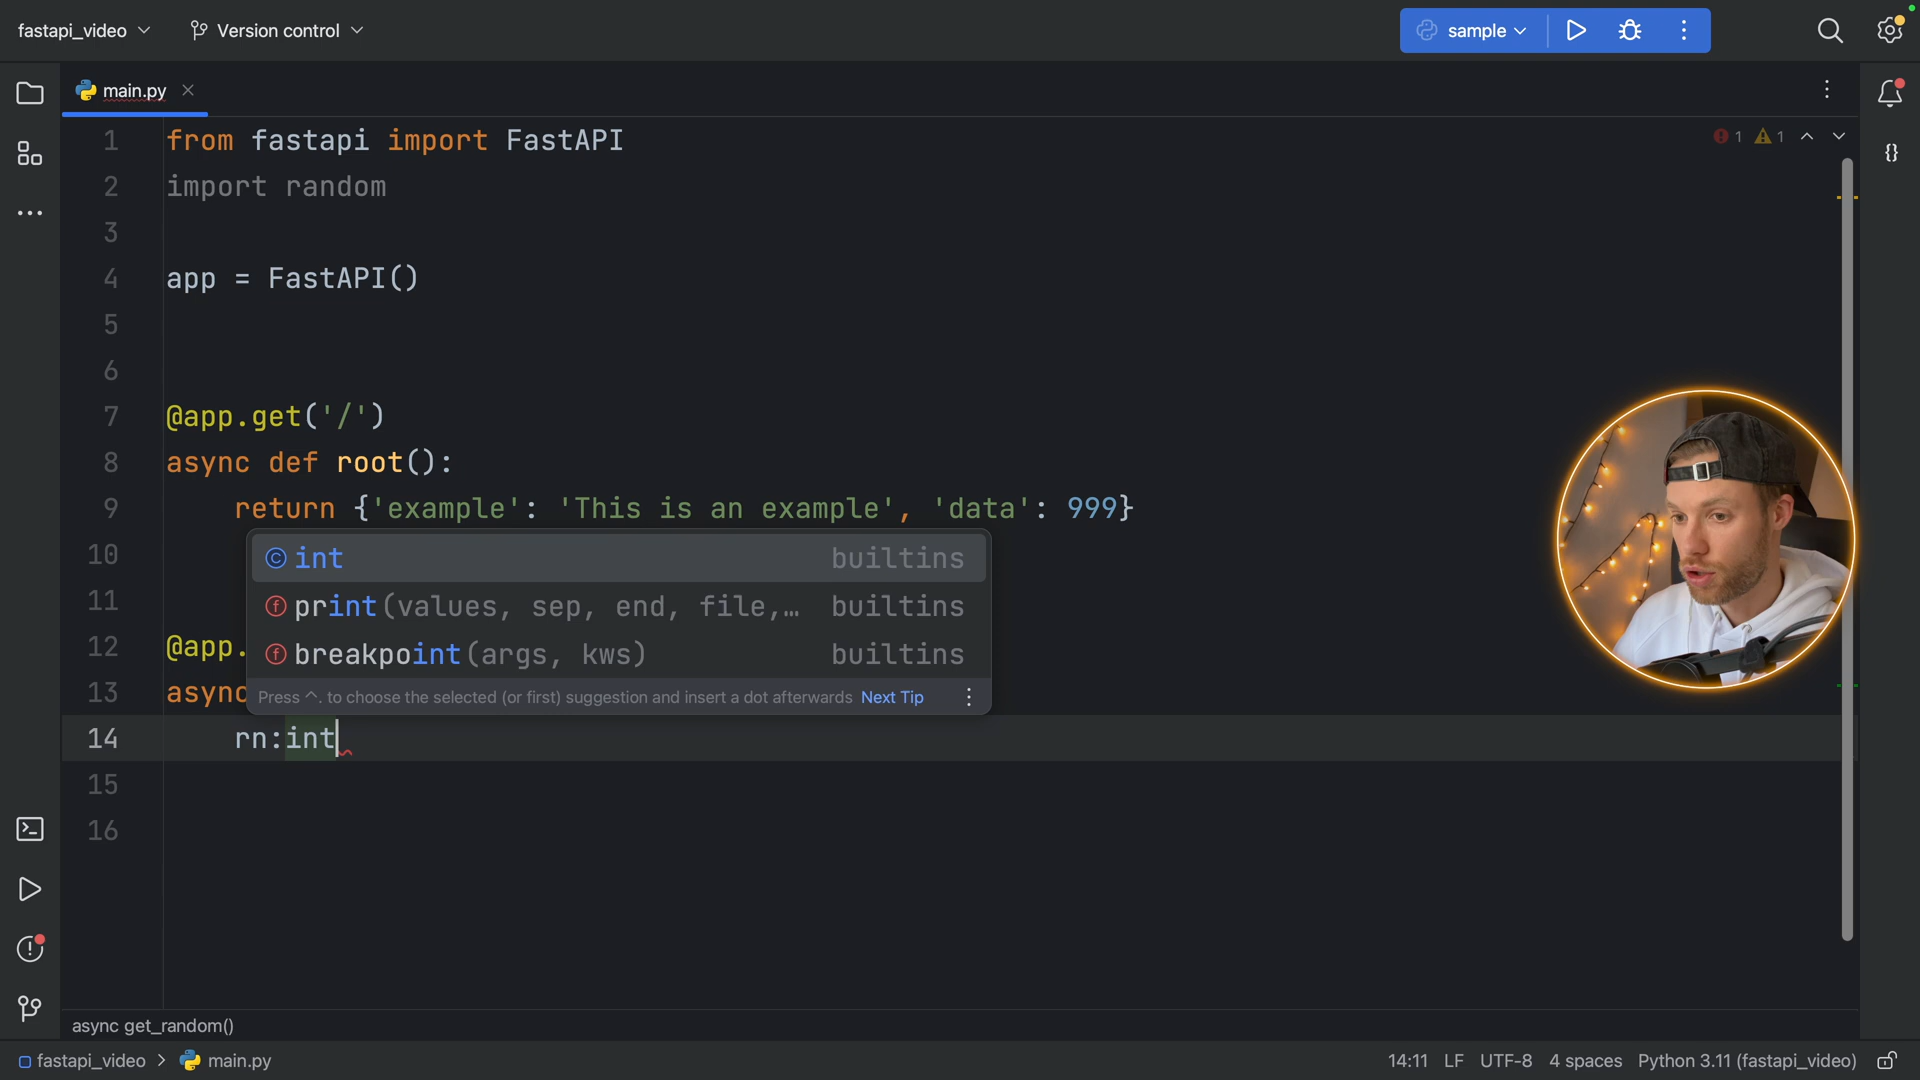 fastapi_video
Version control
sample
main.py
1 from fastapi import FastAPI
1 1
2 import random
3
4 app = FastAPI()
5
6
7 @app.get('/')
8 async def root():
9 return {'example': 'This is an example', 'data': 999}
10
int builtins
11
print(values, sep, end, file,… builtins
12 @app.
breakpoint(args, kws) builtins
13 async
Press ^. to choose the selected (or first) suggestion and insert a dot afterwards Next Tip
14 rn:int
15
16
async get_random()
fastapi_video > main.py
14:11 LF UTF-8 4 spaces Python 3.11 (fastapi_video)